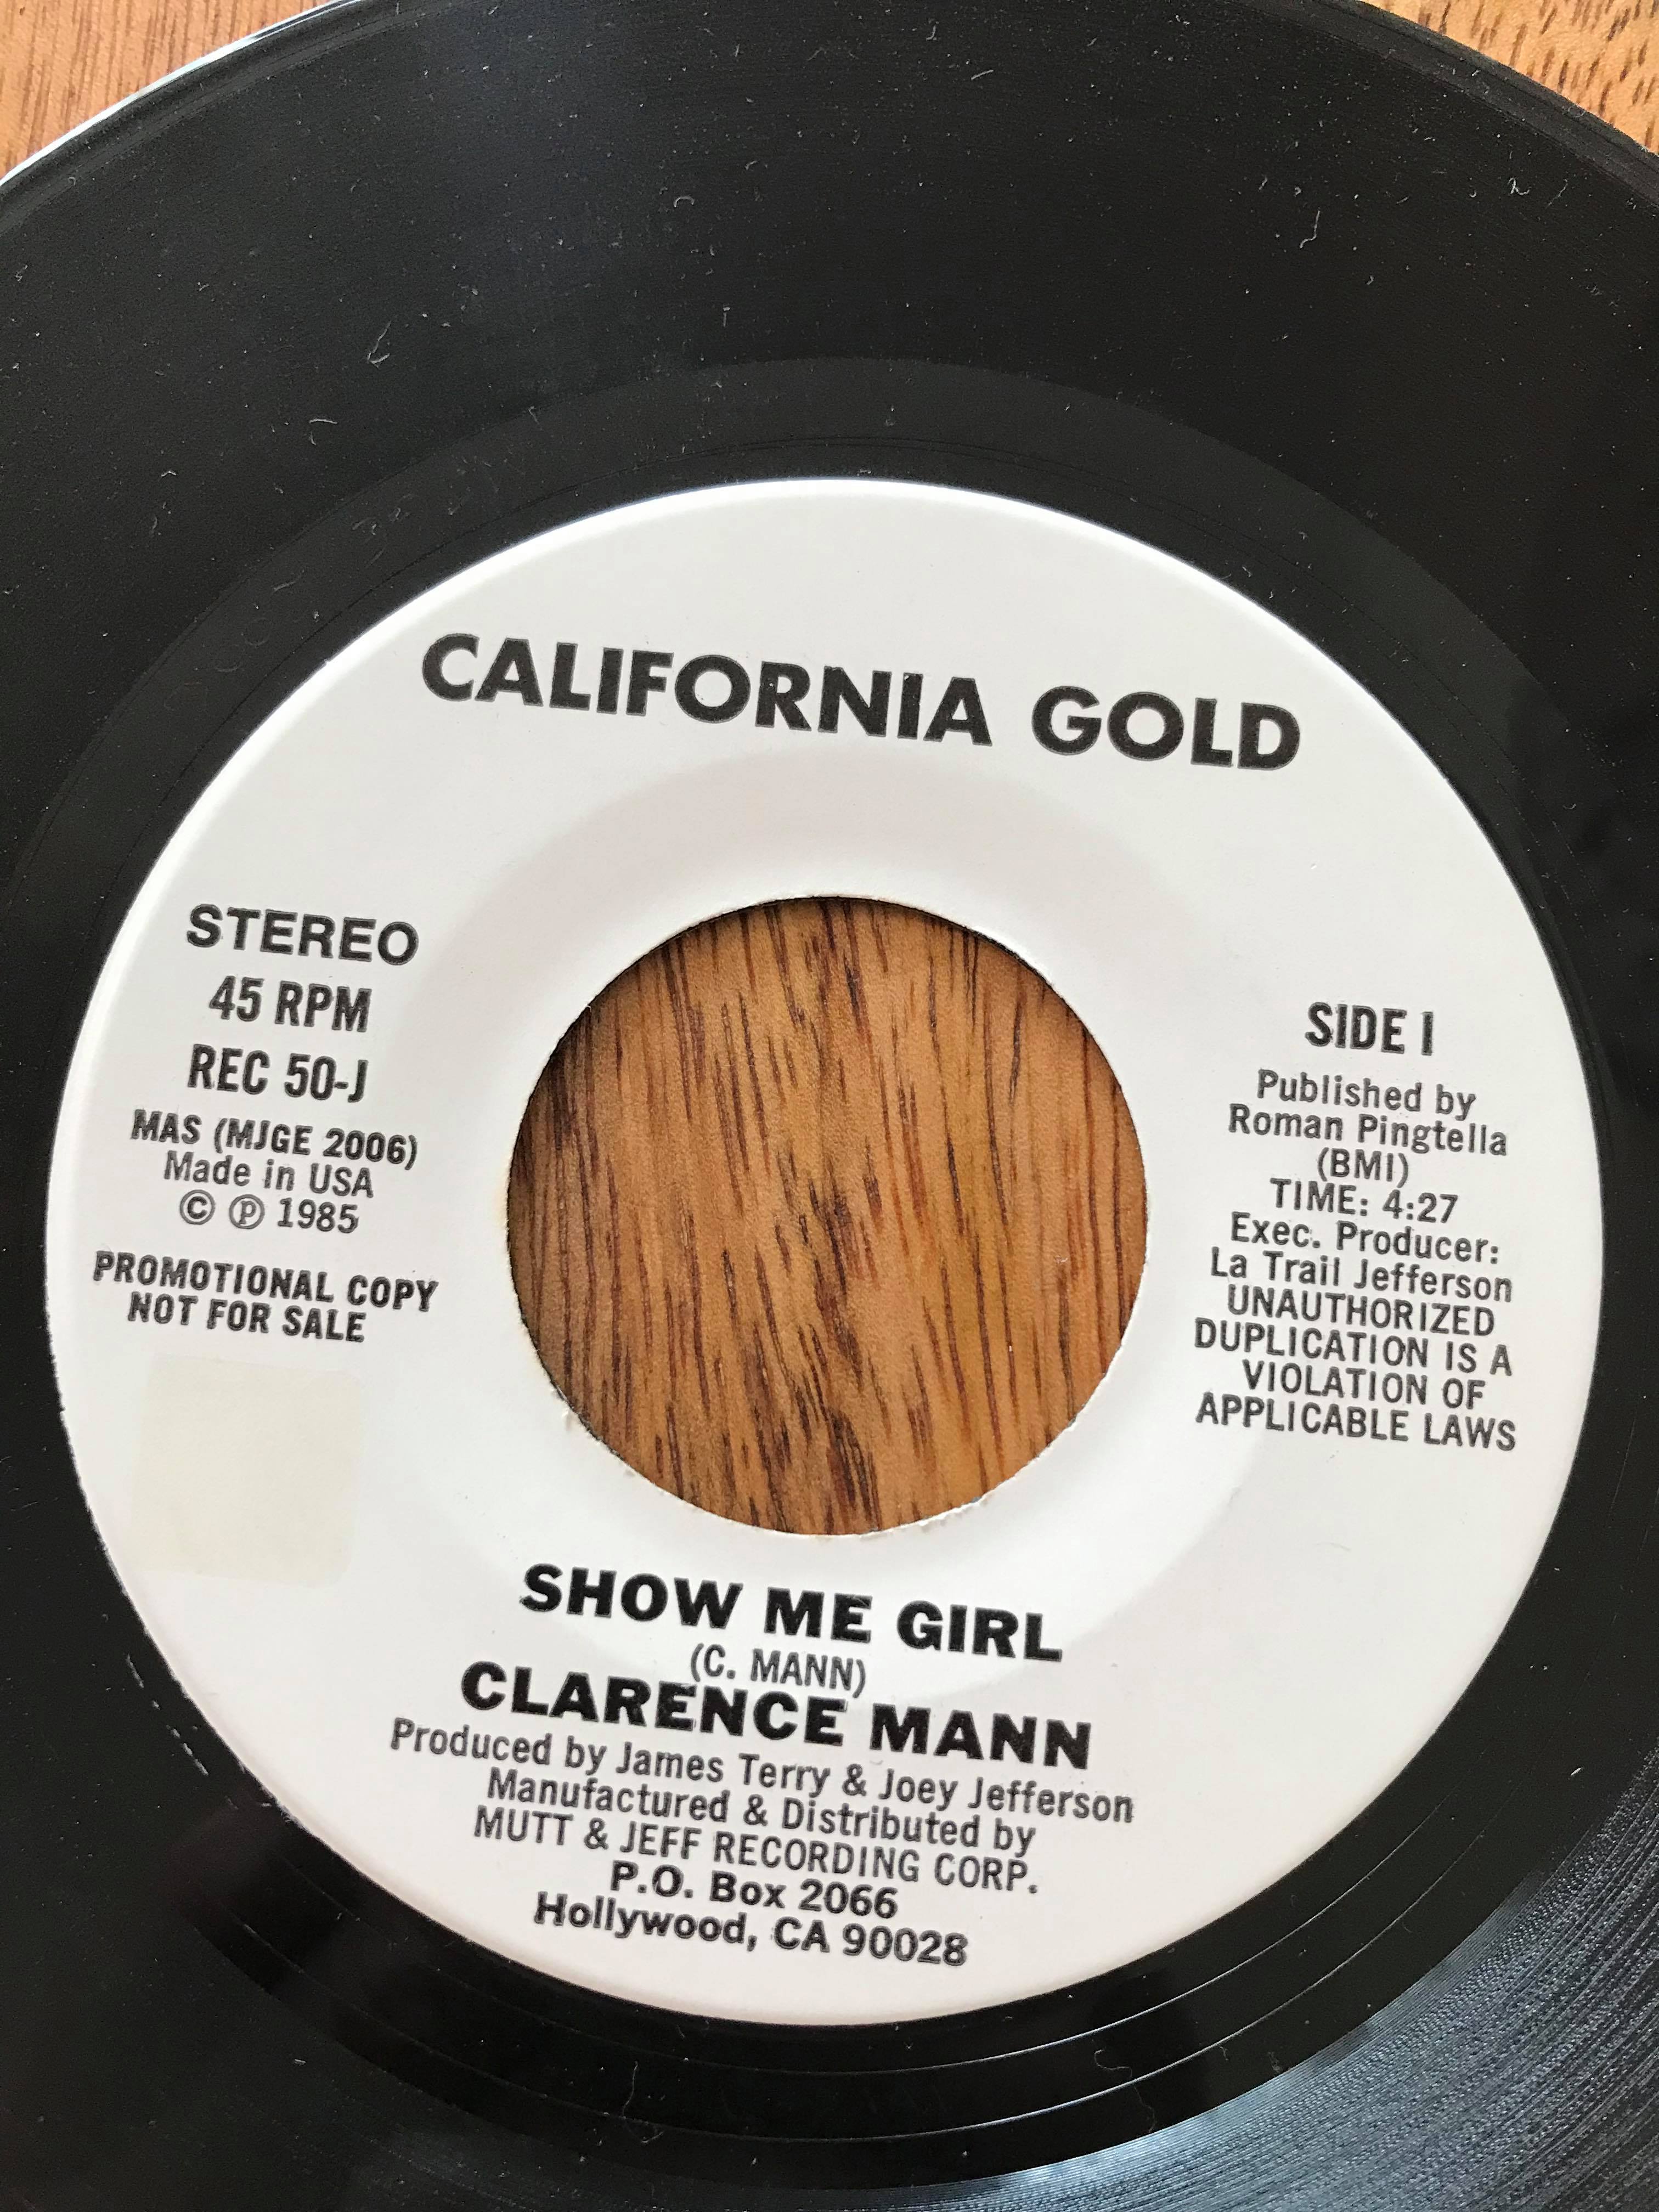 CALIFORNIA GOLD
STEREO
45 RPM
REC 50-J
MAS (MJGE 2006)
Made in USA
© ℗ 1985
PROMOTIONAL COPY
NOT FOR SALE
SIDE I
Published by
Roman Pingtella
(BMI)
TIME: 4:27
Exec. Producer:
La Trail Jefferson
UNAUTHORIZED
DUPLICATION IS A
VIOLATION OF
APPLICABLE LAWS
SHOW ME GIRL
(C. MANN)
CLARENCE MANN
Produced by James Terry & Joey Jefferson
Manufactured & Distributed by
MUTT & JEFF RECORDING CORP.
P.O. Box 2066
Hollywood, CA 90028